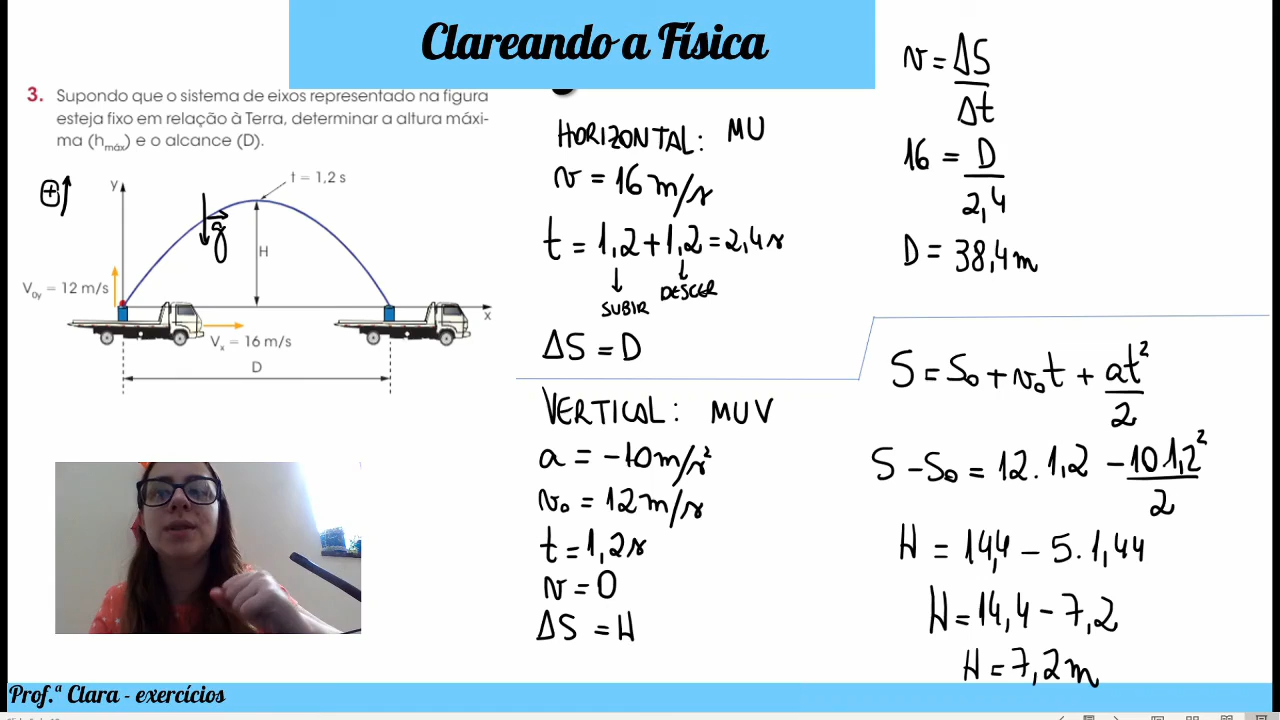 Clareando a Física
3. Supondo que o sistema de eixos representado na figura
esteja fixo em relação à Terra, determinar a altura máxi-
ma (hmáx) e o alcance (D).
+
y
t = 1,2 s
g
H
V0y = 12 m/s
x
Vx = 16 m/s
D
HORIZONTAL: MU
v = 16 m/s
t = 1,2 + 1,2 = 2,4 s
SUBIR DESCER
ΔS = D
VERTICAL: MUV
a = -10 m/s²
v₀ = 12 m/s
t = 1,2 s
v = 0
ΔS = H
v = ΔS
Δt
16 = D
2,4
D = 38,4 m
S = S₀ + v₀t + at²
2
S - S₀ = 12 . 1,2 - 10 1,2²
2
H = 14,4 - 5 . 1,44
H = 14,4 - 7,2
H = 7,2 m
Prof.ª Clara - exercícios